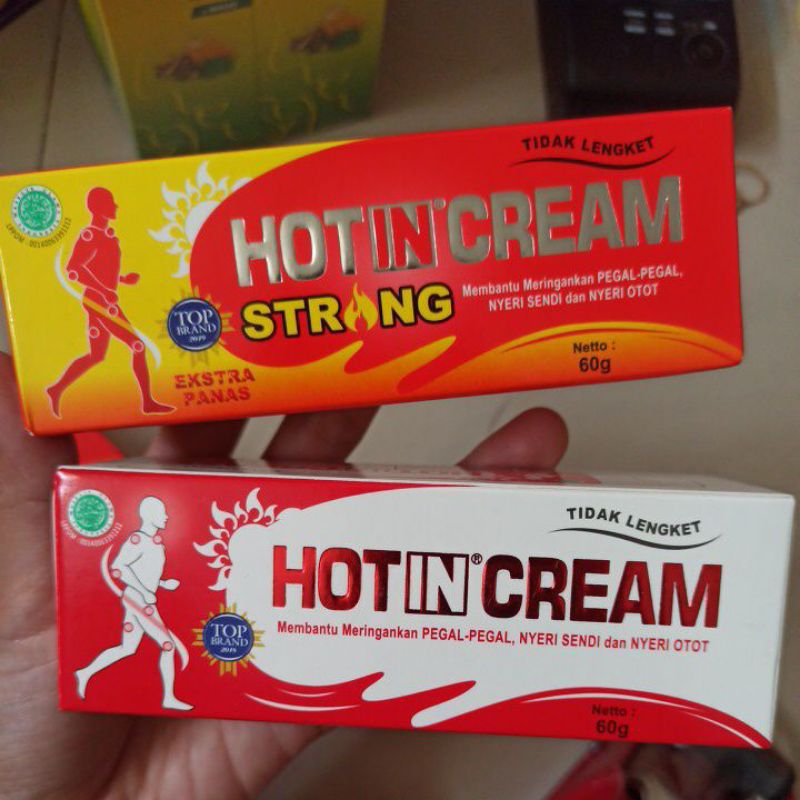 TIDAK LENGKET
HOT IN® CREAM
STRONG
Membantu Meringankan PEGAL-PEGAL,
NYERI SENDI dan NYERI OTOT
TOP
BRAND
2019
EKSTRA
PANAS
Netto :
60g
TIDAK LENGKET
HOT IN® CREAM
Membantu Meringankan PEGAL-PEGAL, NYERI SENDI dan NYERI OTOT
TOP
BRAND
2018
Netto :
60g